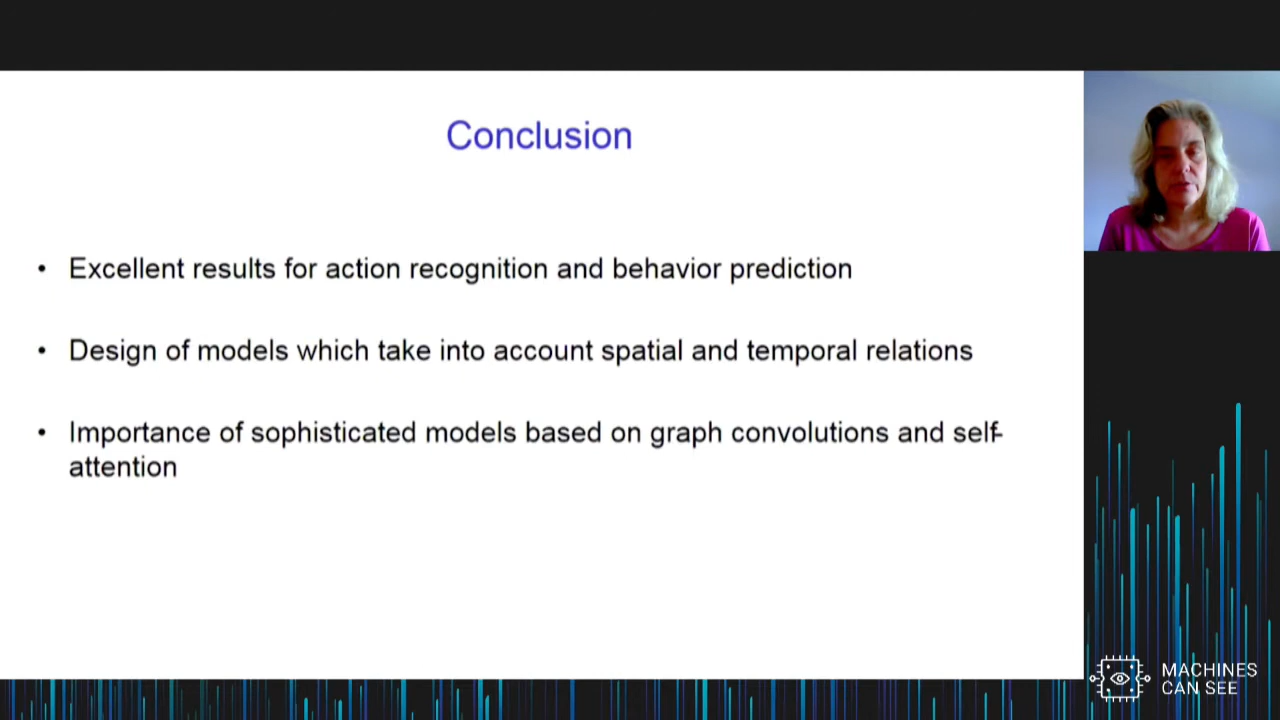 Conclusion
• Excellent results for action recognition and behavior prediction
• Design of models which take into account spatial and temporal relations
• Importance of sophisticated models based on graph convolutions and self-
attention
MACHINES
CAN SEE